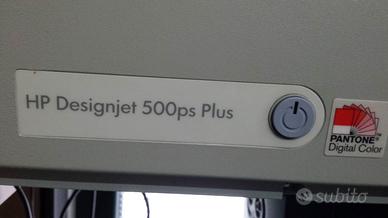 HP Designjet 500ps Plus
PANTONE®
Digital Color
subito